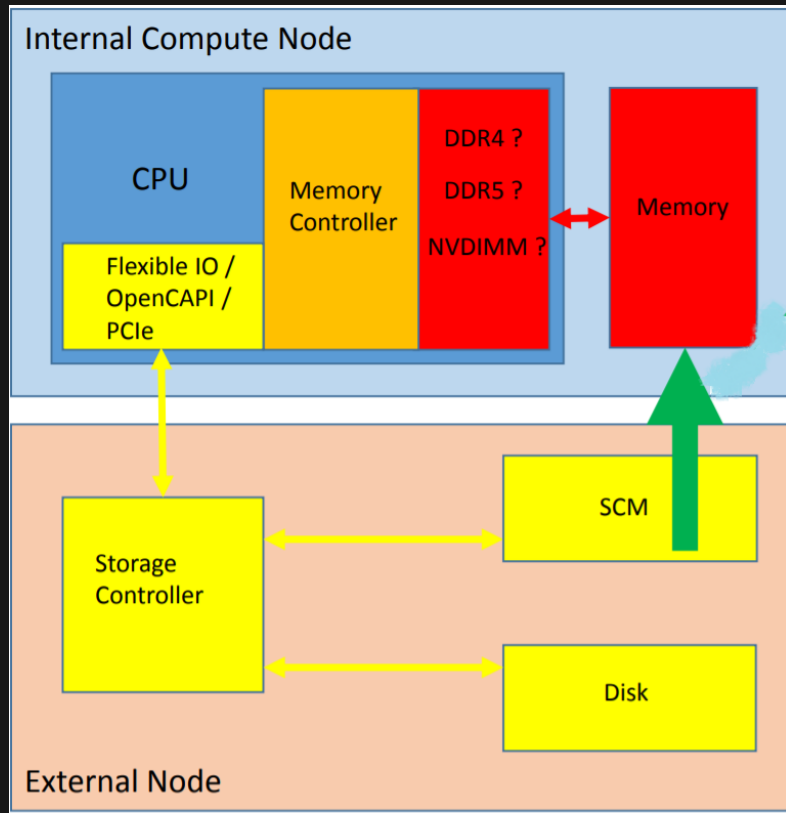 Internal Compute Node
CPU
Memory
Controller
DDR4 ?
DDR5 ?
NVDIMM ?
Memory
Flexible IO /
OpenCAPI /
PCIe
SCM
Storage
Controller
Disk
External Node